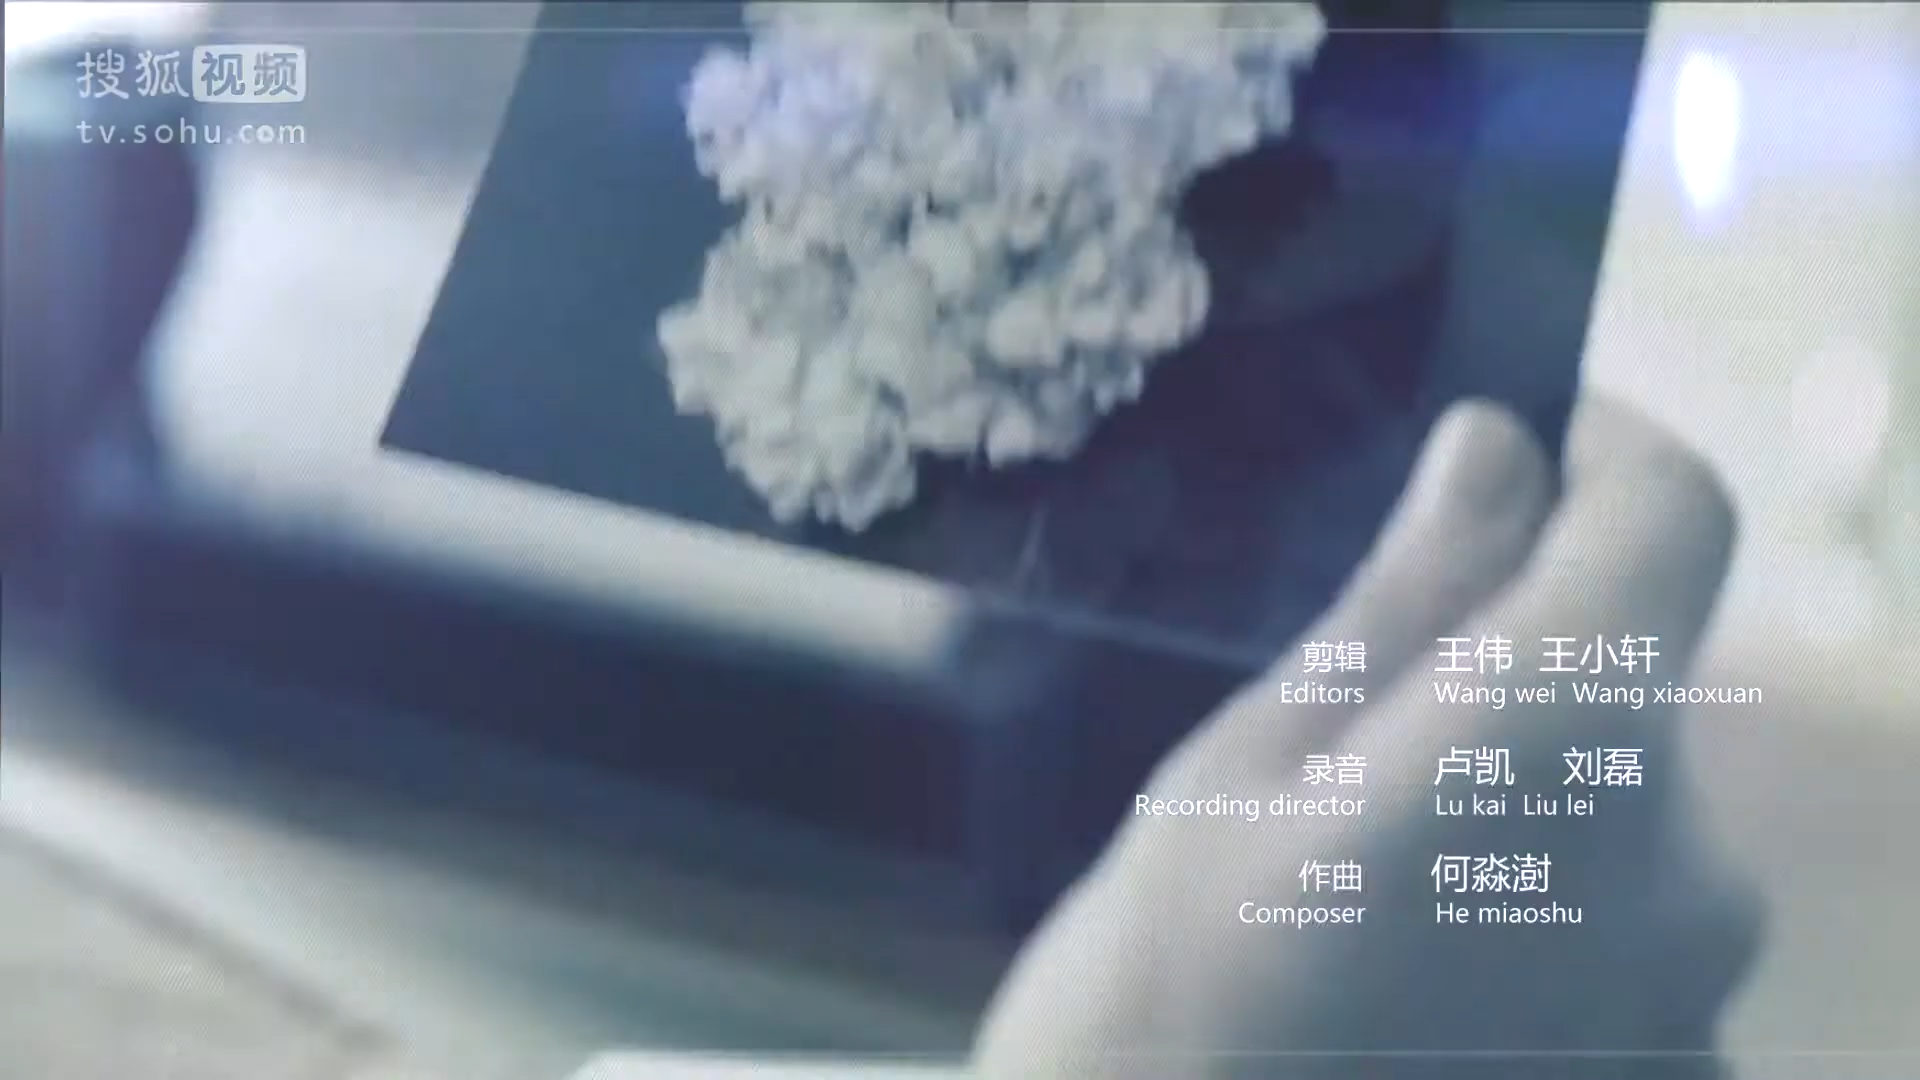 搜狐视频
tv.sohu.com
剪辑 王伟 王小轩
Editors Wang wei Wang xiaoxuan
录音 卢凯 刘磊
Recording director Lu kai Liu lei
作曲 何淼澍
Composer He miaoshu